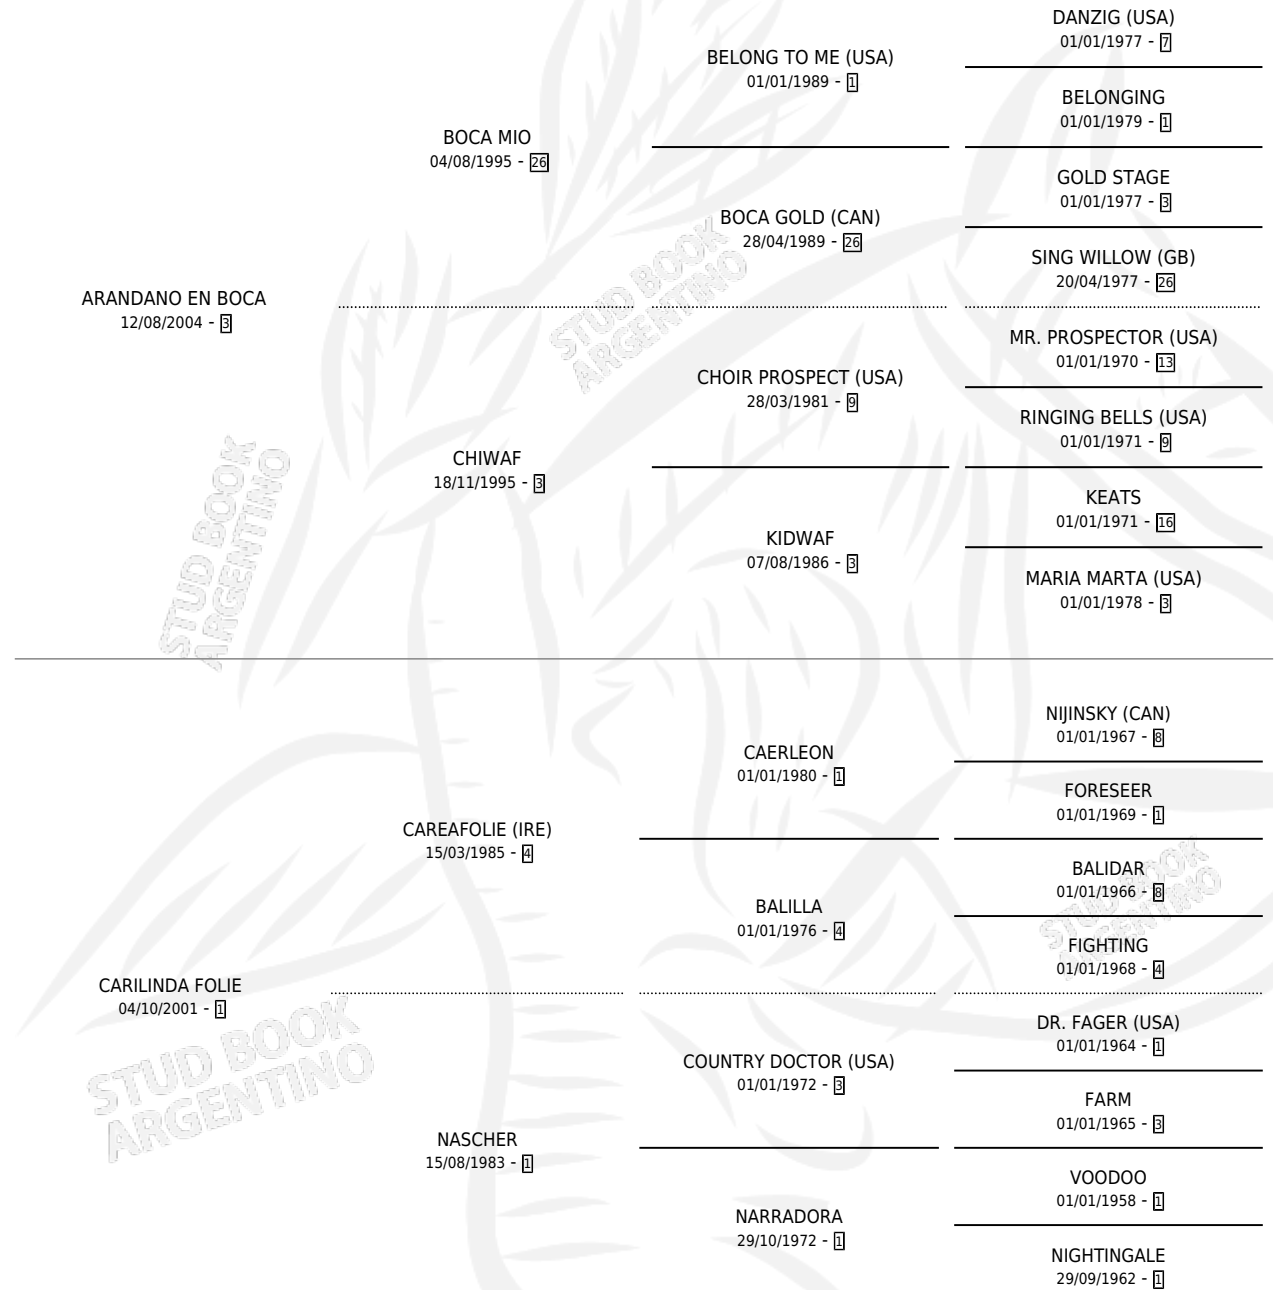 DANZIG (USA)
01/01/1977 - 7
BELONG TO ME (USA)
01/01/1989 - 1
BELONGING
01/01/1979 - 1
BOCA MIO
04/08/1995 - 26
GOLD STAGE
01/01/1977 - 3
BOCA GOLD (CAN)
28/04/1989 - 26
SING WILLOW (GB)
20/04/1977 - 26
ARANDANO EN BOCA
12/08/2004 - 3
STUD BOOK
ARGENTINO
MR. PROSPECTOR (USA)
01/01/1970 - 13
CHOIR PROSPECT (USA)
28/03/1981 - 9
RINGING BELLS (USA)
01/01/1971 - 9
CHIWAF
18/11/1995 - 3
KEATS
01/01/1971 - 16
KIDWAF
07/08/1986 - 3
MARIA MARTA (USA)
01/01/1978 - 3
STUD BOOK
ARGENTINO
NIJINSKY (CAN)
01/01/1967 - 8
CAERLEON
01/01/1980 - 1
FORESEER
01/01/1969 - 1
CAREAFOLIE (IRE)
15/03/1985 - 4
BALIDAR
01/01/1966 - 8
BALILLA
01/01/1976 - 4
STUD BOOK
ARGENTINO
FIGHTING
01/01/1968 - 4
CARILINDA FOLIE
04/10/2001 - 1
STUD BOOK
ARGENTINO
DR. FAGER (USA)
01/01/1964 - 1
COUNTRY DOCTOR (USA)
01/01/1972 - 3
FARM
01/01/1965 - 3
NASCHER
15/08/1983 - 1
VOODOO
01/01/1958 - 1
NARRADORA
29/10/1972 - 1
NIGHTINGALE
29/09/1962 - 1